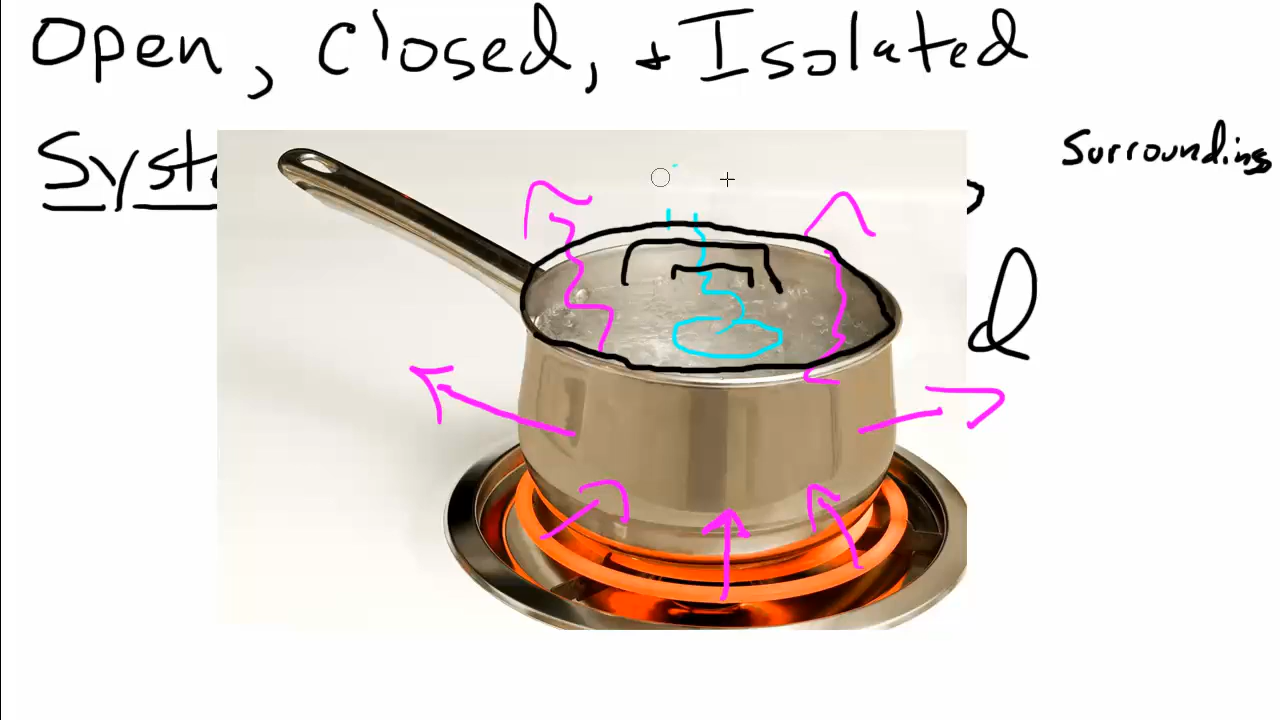 Open, Closed, + Isolated
Surroundings